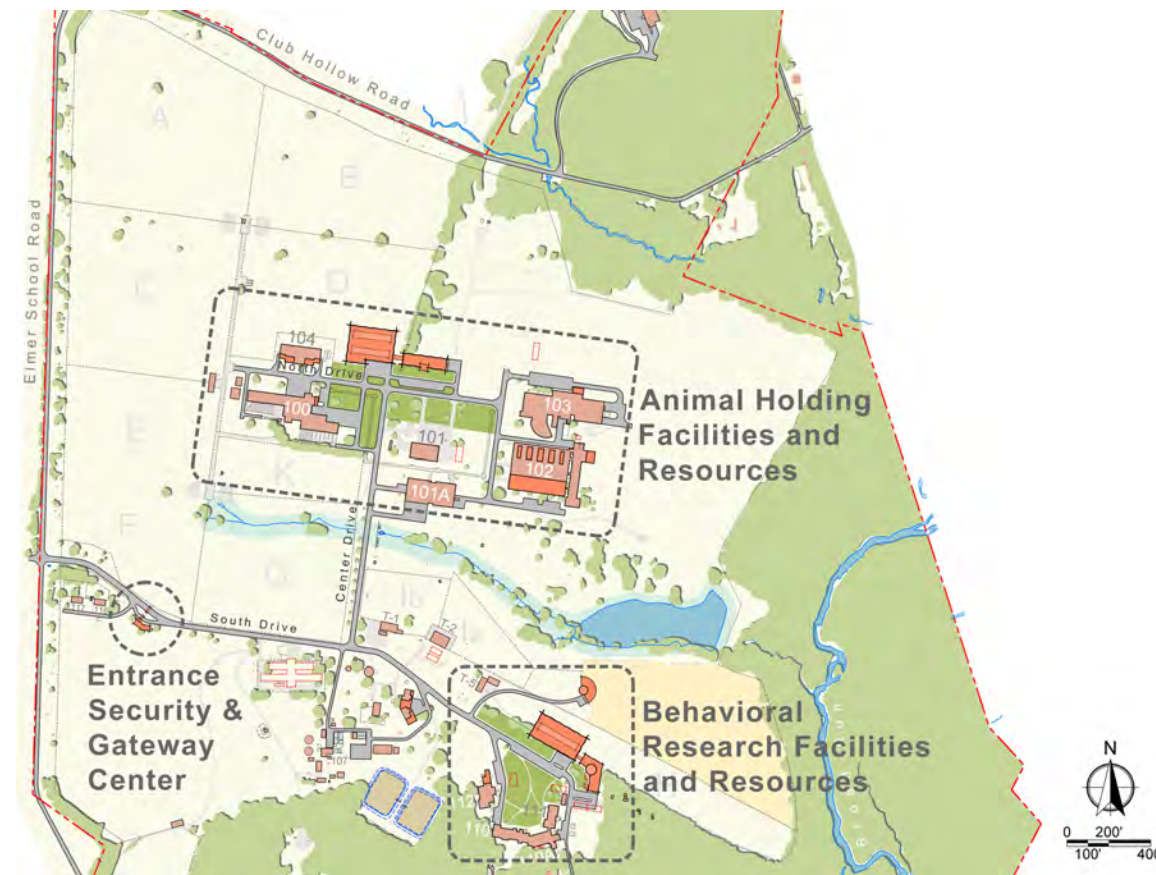 Club Hollow Road
A
B
Elmer School Road
C
D
104
North Drive
100
103
Animal Holding
Facilities and
Resources
101
E
102
K
101A
F
Center Drive
G
South Drive
T-1
T-2
Entrance
Security &
Gateway
Center
T-5
Behavioral
Research Facilities
and Resources
107
110
N
0 200'
100' 400